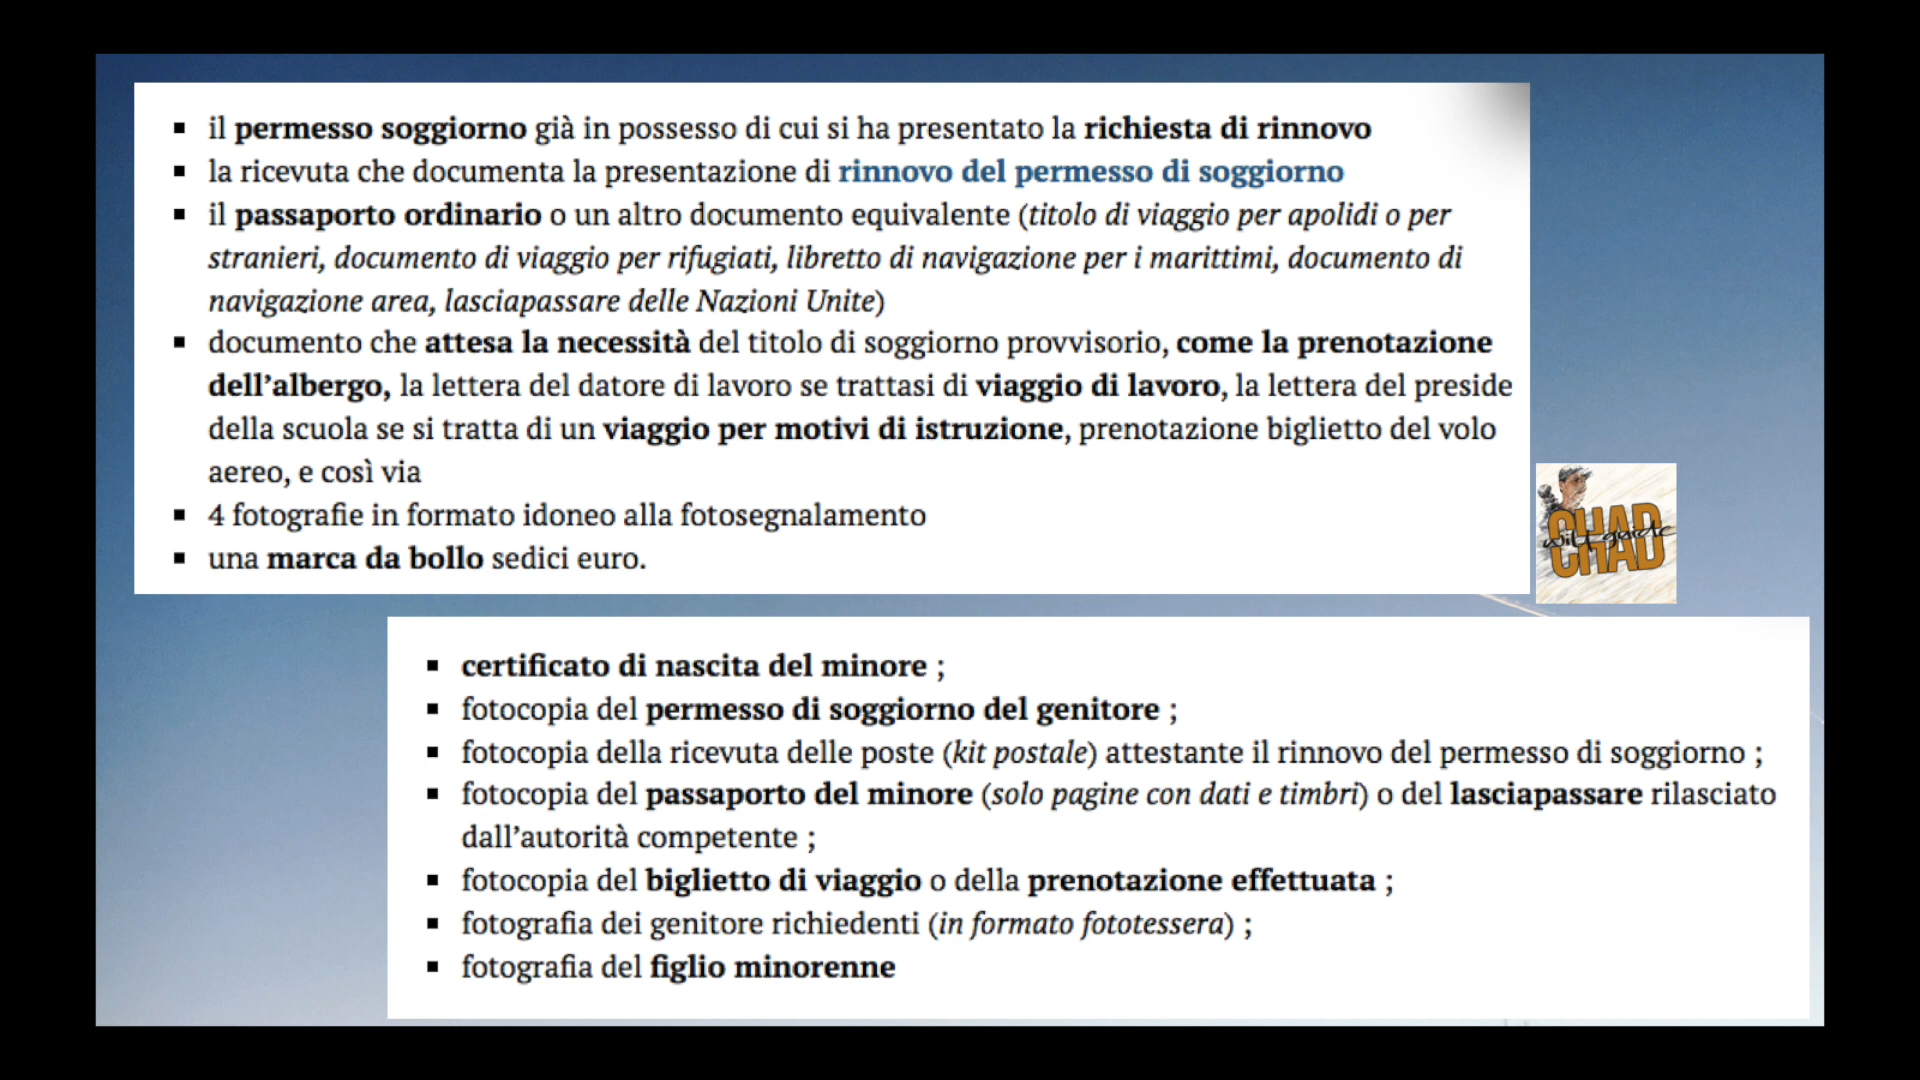 ▪ il permesso soggiorno già in possesso di cui si ha presentato la richiesta di rinnovo
▪ la ricevuta che documenta la presentazione di rinnovo del permesso di soggiorno
▪ il passaporto ordinario o un altro documento equivalente (titolo di viaggio per apolidi o per
stranieri, documento di viaggio per rifugiati, libretto di navigazione per i marittimi, documento di
navigazione area, lasciapassare delle Nazioni Unite)
▪ documento che attesa la necessità del titolo di soggiorno provvisorio, come la prenotazione
dell’albergo, la lettera del datore di lavoro se trattasi di viaggio di lavoro, la lettera del preside
della scuola se si tratta di un viaggio per motivi di istruzione, prenotazione biglietto del volo
aereo, e così via
▪ 4 fotografie in formato idoneo alla fotosegnalamento
▪ una marca da bollo sedici euro.
CHAD
wilt guide
CHAD
▪ certificato di nascita del minore ;
▪ fotocopia del permesso di soggiorno del genitore ;
▪ fotocopia della ricevuta delle poste (kit postale) attestante il rinnovo del permesso di soggiorno ;
▪ fotocopia del passaporto del minore (solo pagine con dati e timbri) o del lasciapassare rilasciato
dall’autorità competente ;
▪ fotocopia del biglietto di viaggio o della prenotazione effettuata ;
▪ fotografia dei genitore richiedenti (in formato fototessera) ;
▪ fotografia del figlio minorenne